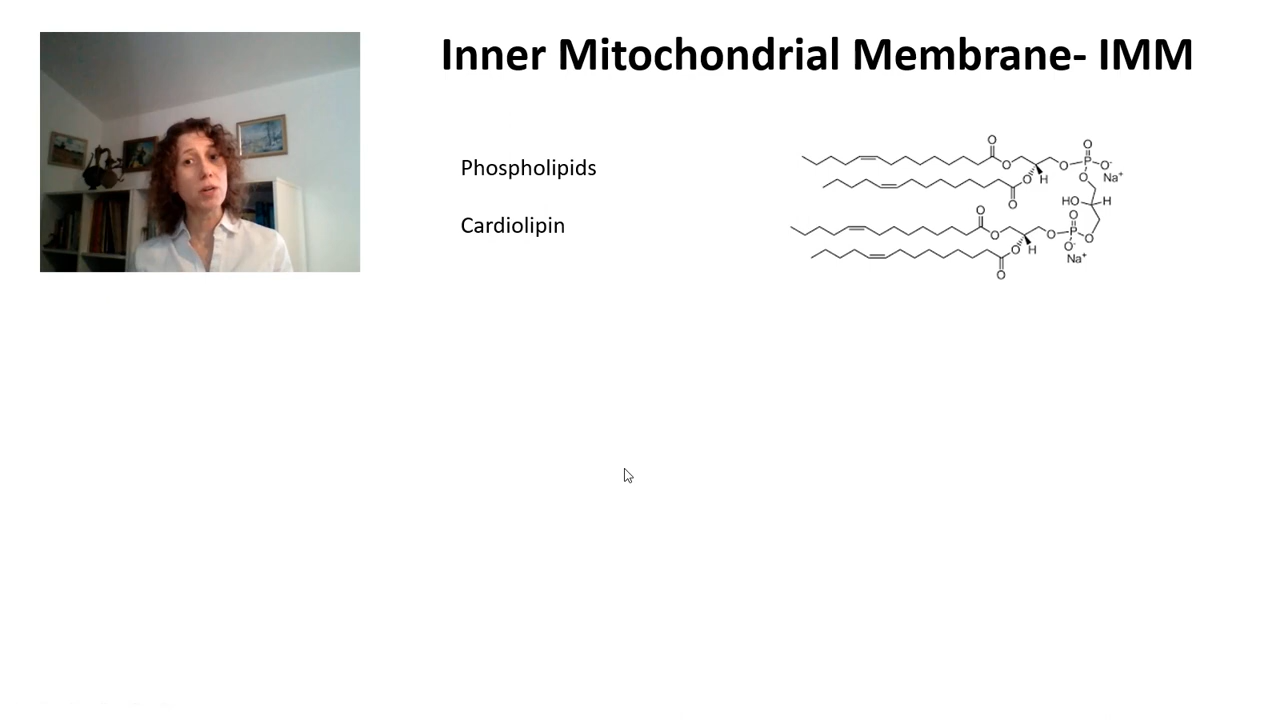 Inner Mitochondrial Membrane- IMM
Phospholipids
Cardiolipin
O
O
O
P
O-
O
O
H
O
Na+
O
HO
H
O
O
O
O
P
O
O
H
O-
O
Na+